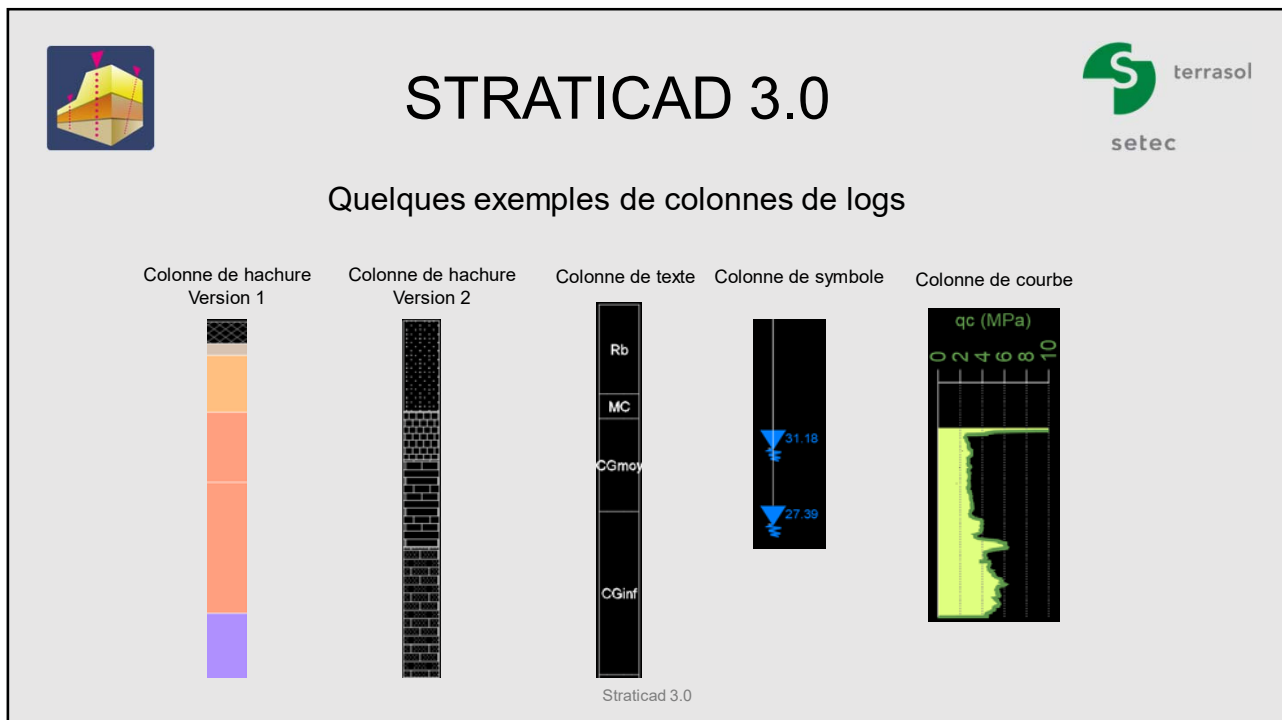 STRATICAD 3.0
S
terrasol
setec
Quelques exemples de colonnes de logs
Colonne de hachure
Version 1
Colonne de hachure
Version 2
Colonne de texte
Rb
MC
CGmoy
CGinf
Colonne de symbole
31.18
27.39
Colonne de courbe
qc (MPa)
0 2 4 6 8 10
Straticad 3.0